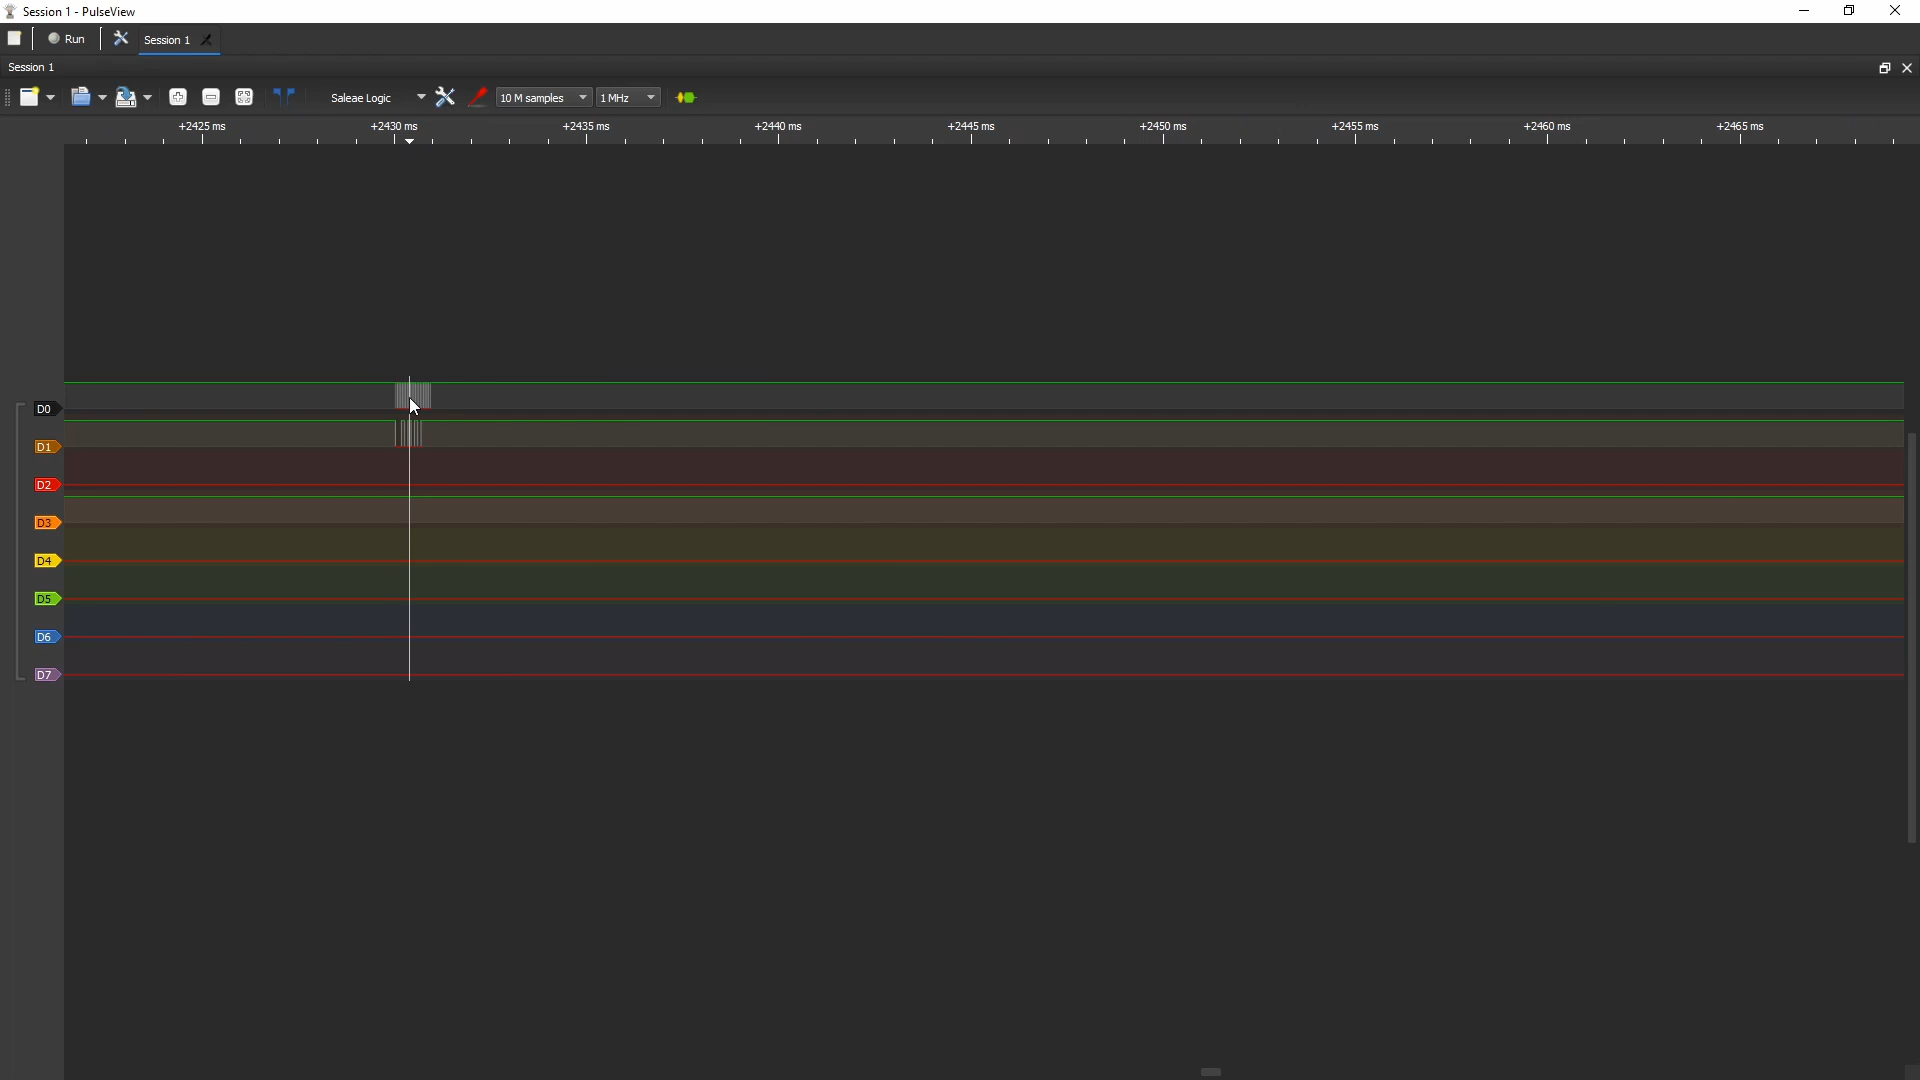 Session 1 - PulseView
Run
Session 1
Session 1
Saleae Logic
10 M samples
1 MHz
+2425 ms
+2430 ms
+2435 ms
+2440 ms
+2445 ms
+2450 ms
+2455 ms
+2460 ms
+2465 ms
D0
D1
D2
D3
D4
D5
D6
D7